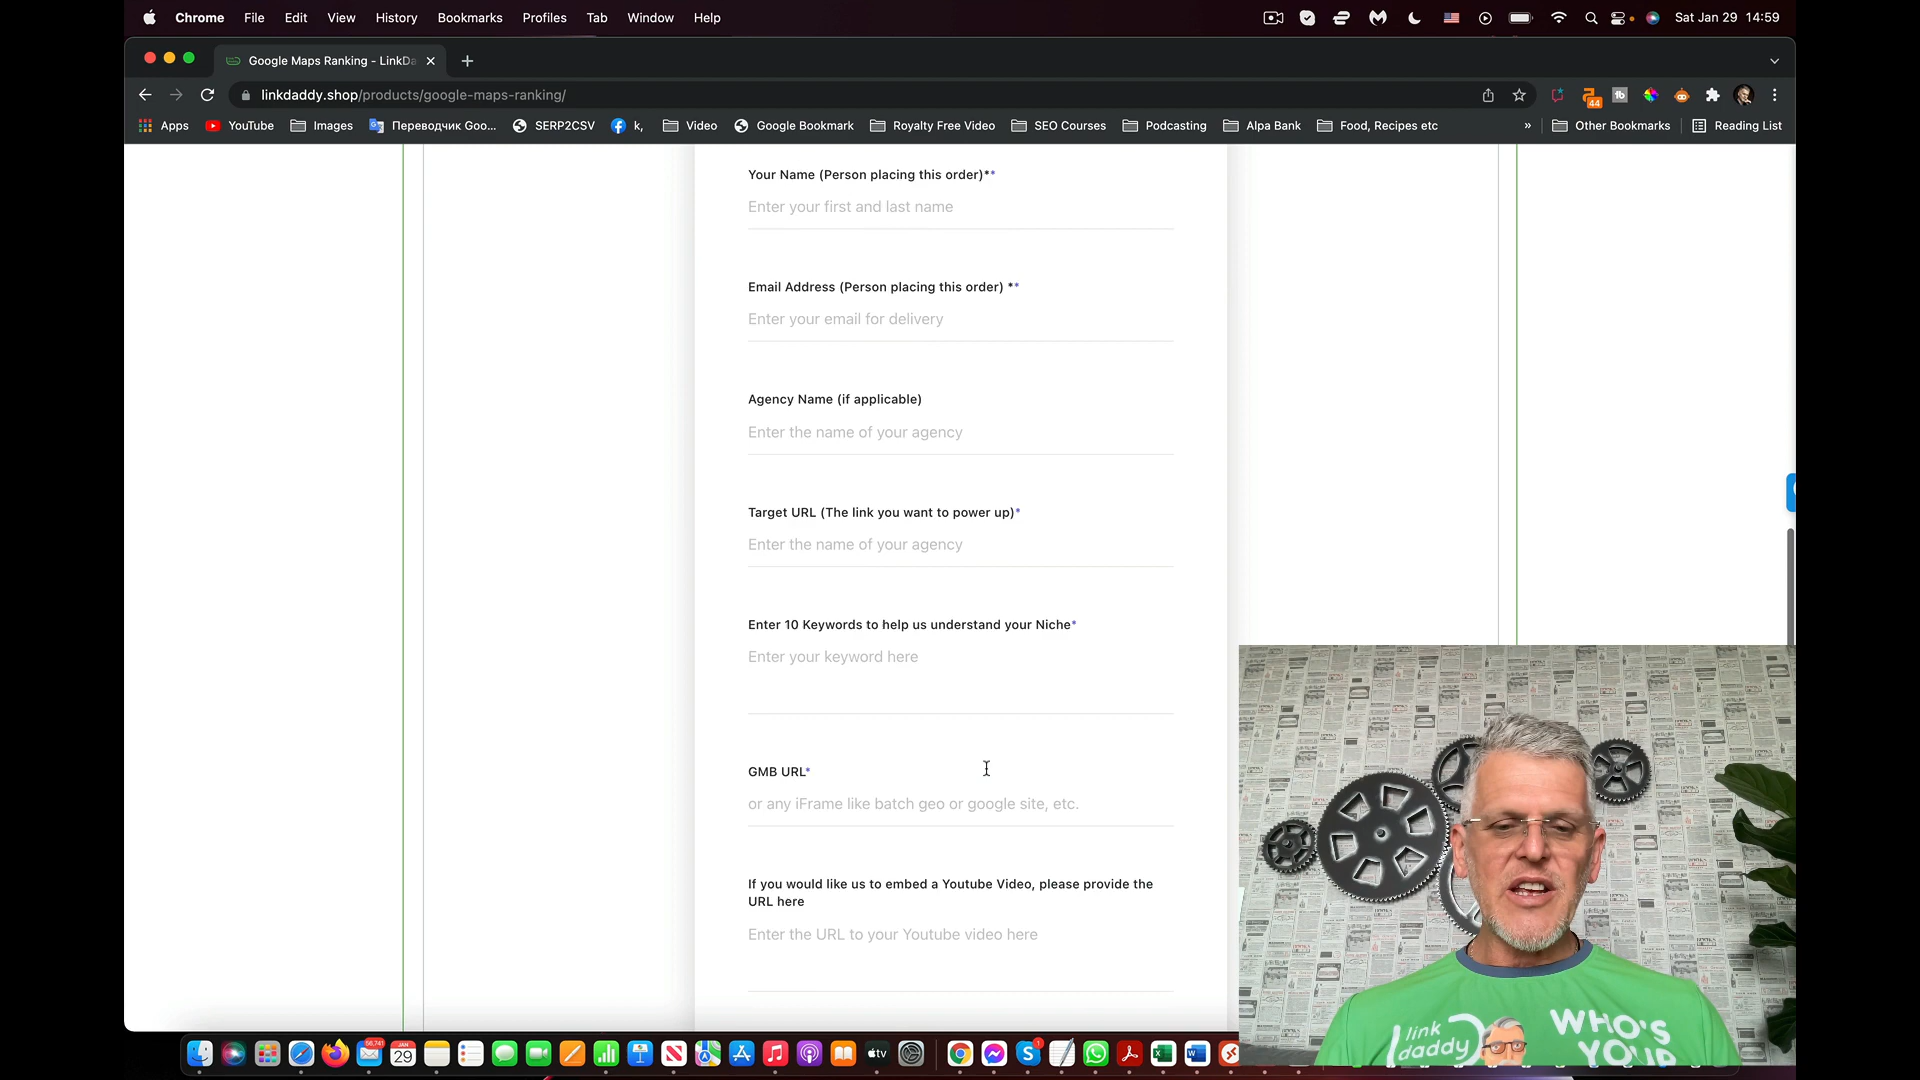 Chrome File Edit View History Bookmarks Profiles Tab Window Help Sat Jan 29 14:59
Google Maps Ranking - LinkDa
linkdaddy.shop/products/google-maps-ranking/
44
Apps YouTube Images Переводчик Goo... SERP2CSV k, Video Google Bookmark Royalty Free Video SEO Courses Podcasting Alpa Bank Food, Recipes etc » Other Bookmarks Reading List
Your Name (Person placing this order)**
Enter your first and last name
Email Address (Person placing this order) **
Enter your email for delivery
Agency Name (if applicable)
Enter the name of your agency
Target URL (The link you want to power up)*
Enter the name of your agency
Enter 10 Keywords to help us understand your Niche*
Enter your keyword here
GMB URL*
or any iFrame like batch geo or google site, etc.
If you would like us to embed a Youtube Video, please provide the
URL here
Enter the URL to your Youtube video here
link
daddy
WHO'S
YOUR
56,741
JAN
29
tv
1